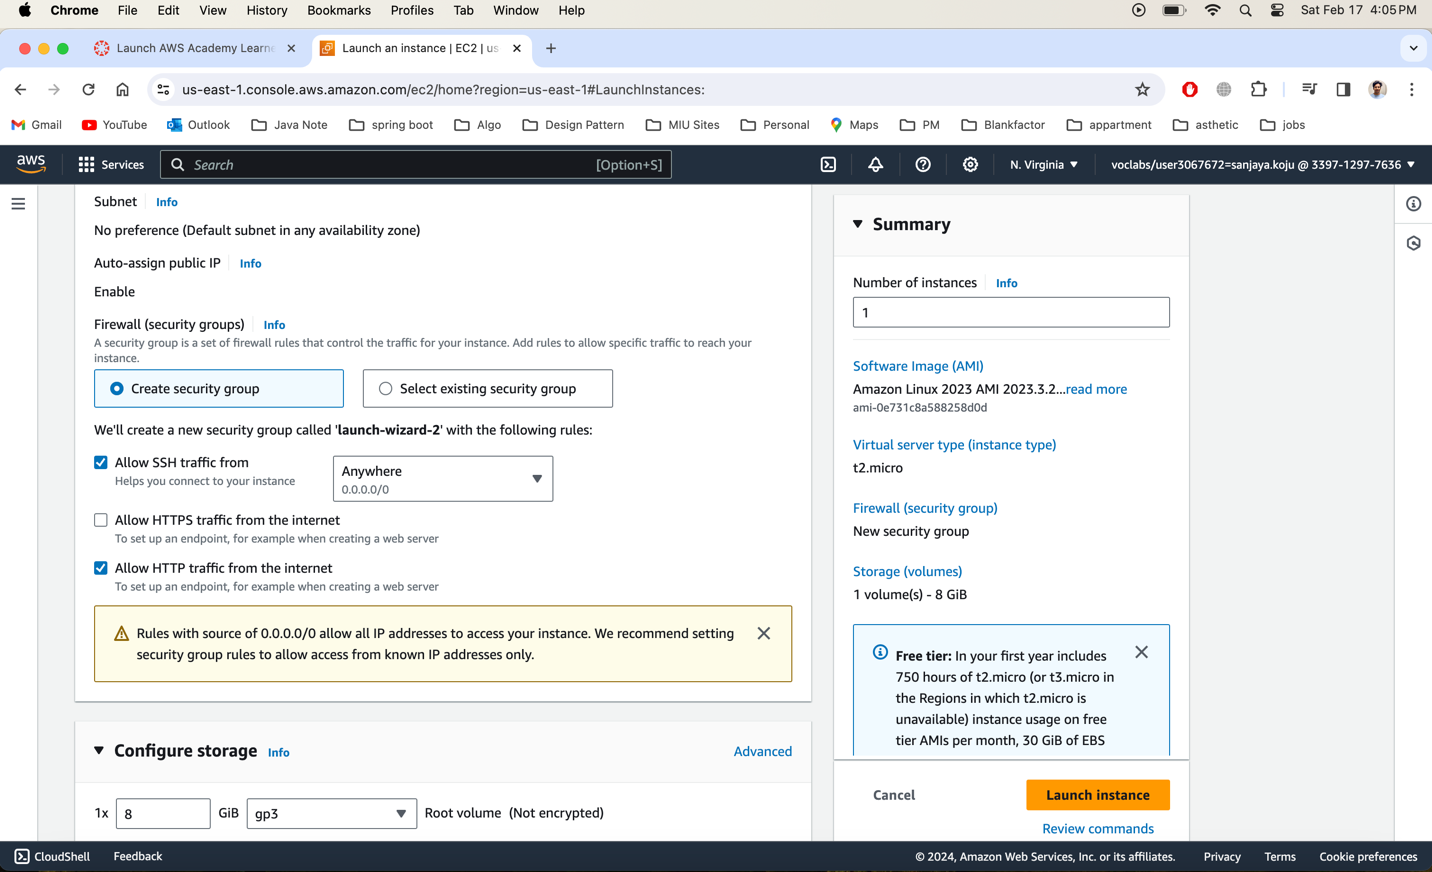 Chrome File Edit View History Bookmarks Profiles Tab Window Help Sat Feb 17 4:05 PM
Launch AWS Academy Learne Launch an instance | EC2 | us
us-east-1.console.aws.amazon.com/ec2/home?region=us-east-1#LaunchInstances:
Gmail YouTube Outlook Java Note spring boot Algo Design Pattern MIU Sites Personal Maps PM Blankfactor appartment asthetic jobs
aws Services Search [Option+S] N. Virginia voclabs/user3067672=sanjaya.koju @ 3397-1297-7636
Subnet Info
No preference (Default subnet in any availability zone)
Auto-assign public IP Info
Enable
Firewall (security groups) Info
A security group is a set of firewall rules that control the traffic for your instance. Add rules to allow specific traffic to reach your
instance.
Create security group Select existing security group
We'll create a new security group called 'launch-wizard-2' with the following rules:
Allow SSH traffic from
Helps you connect to your instance
Anywhere
0.0.0.0/0
Allow HTTPS traffic from the internet
To set up an endpoint, for example when creating a web server
Allow HTTP traffic from the internet
To set up an endpoint, for example when creating a web server
Rules with source of 0.0.0.0/0 allow all IP addresses to access your instance. We recommend setting
security group rules to allow access from known IP addresses only.
Configure storage Info Advanced
1x 8 GiB gp3 Root volume (Not encrypted)
Summary
Number of instances Info
1
Software Image (AMI)
Amazon Linux 2023 AMI 2023.3.2...read more
ami-0e731c8a588258d0d
Virtual server type (instance type)
t2.micro
Firewall (security group)
New security group
Storage (volumes)
1 volume(s) - 8 GiB
Free tier: In your first year includes
750 hours of t2.micro (or t3.micro in
the Regions in which t2.micro is
unavailable) instance usage on free
tier AMIs per month, 30 GiB of EBS
Cancel Launch instance
Review commands
CloudShell Feedback © 2024, Amazon Web Services, Inc. or its affiliates. Privacy Terms Cookie preferences